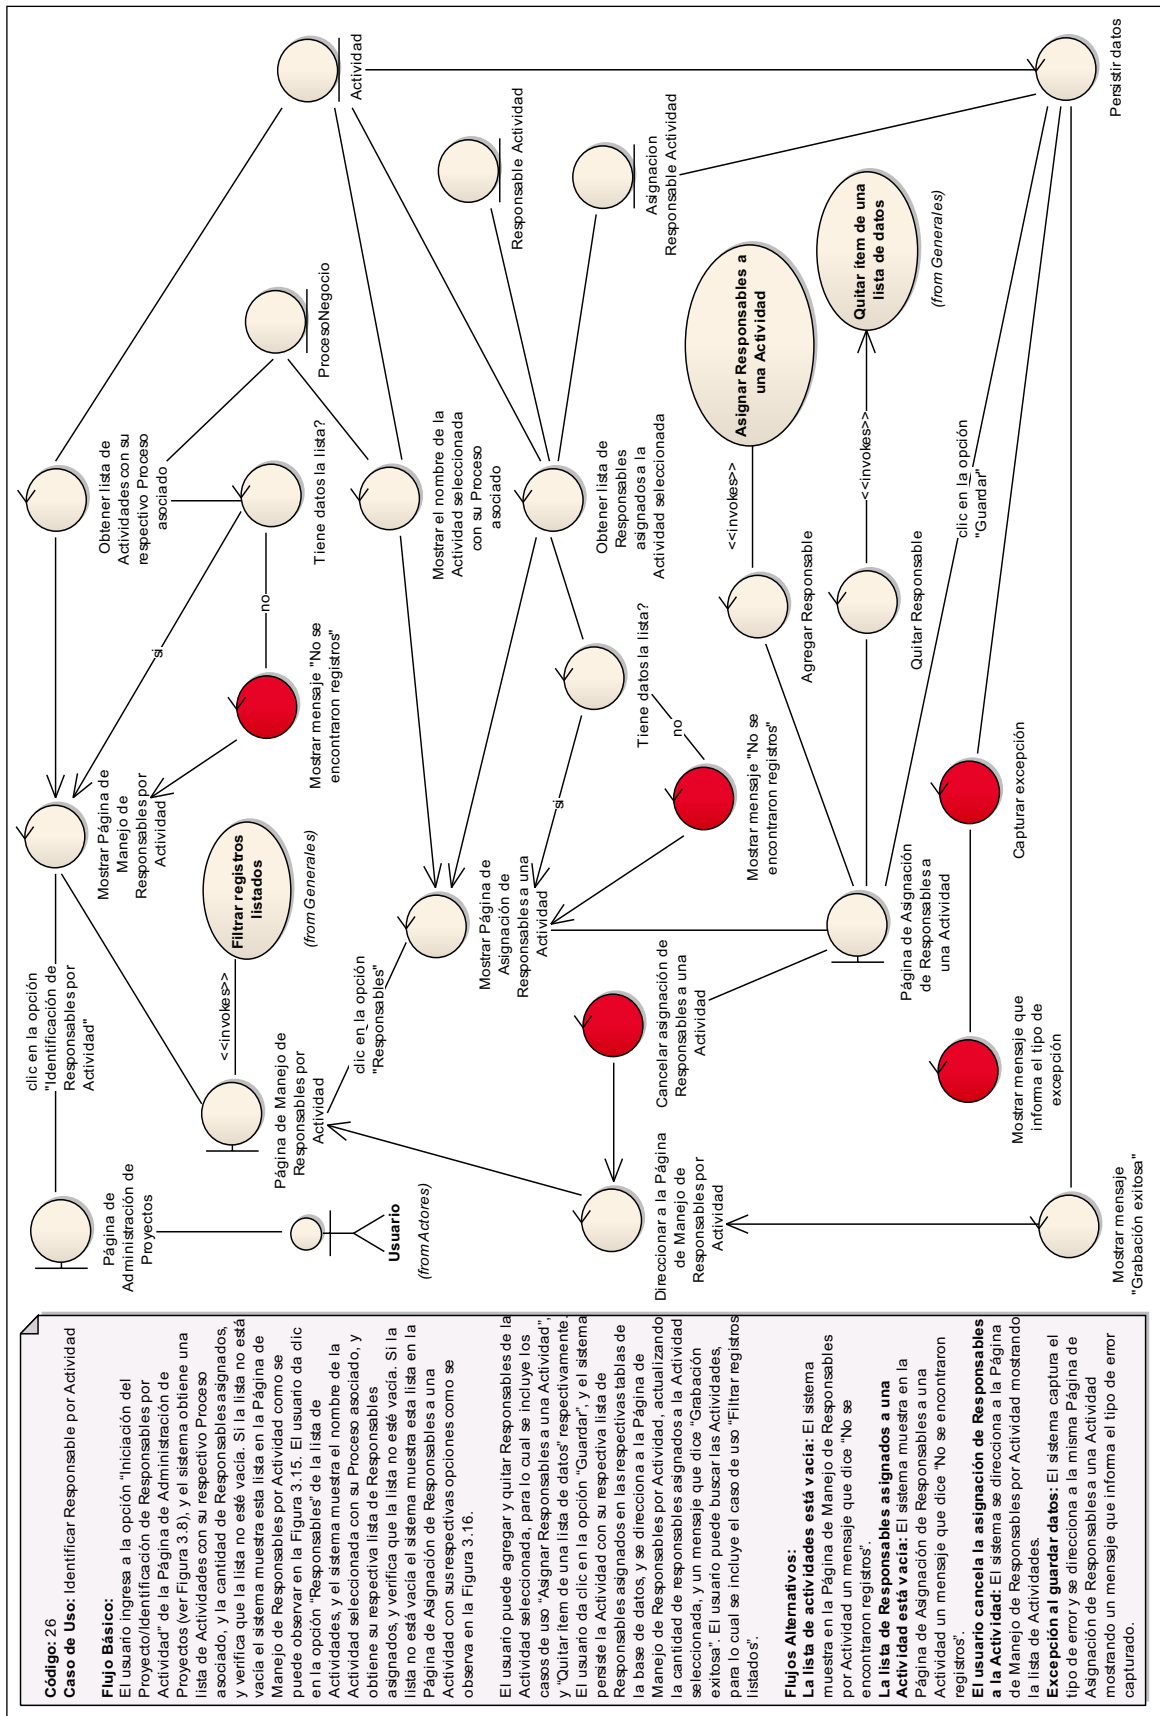 Código: 26
Caso de Uso: Identificar Responsable por Actividad
Flujo Básico:
El usuario ingresa a la opción "Iniciación del
Proyecto/Identificación de Responsables por
Actividad" de la Página de Administración de
Proyectos (ver Figura 3.8), y el sistema obtiene una
lista de Actividades con su respectivo Proceso
asociado, y la cantidad de Responsables asignados,
y verifica que la lista no esté vacía. Si la lista no está
vacía el sistema muestra esta lista en la Página de
Manejo de Responsables por Actividad como se
puede observar en la Figura 3.15. El usuario da clic
en la opción "Responsables" de la lista de
Actividades, y el sistema muestra el nombre de la
Actividad seleccionada con su Proceso asociado, y
obtiene su respectiva lista de Responsables
asignados, y verifica que la lista no esté vacía. Si la
lista no está vacía el sistema muestra esta lista en la
Página de Asignación de Responsables a una
Actividad con sus respectivas opciones como se
observa en la Figura 3.16.
El usuario puede agregar y quitar Responsables de la
Actividad seleccionada, para lo cual se incluye los
casos de uso "Asignar Responsables a una Actividad",
y "Quitar ítem de una lista de datos" respectivamente.
El usuario da clic en la opción "Guardar", y el sistema
persiste la Actividad con su respectiva lista de
Responsables asignados en las respectivas tablas de
la base de datos, y se direcciona a la Página de
Manejo de Responsables por Actividad, actualizando
la cantidad de responsables asignados a la Actividad
seleccionada, y un mensaje que dice "Grabación
exitosa". El usuario puede buscar las Actividades,
para lo cual se incluye el caso de uso "Filtrar registros
listados".
Flujos Alternativos:
La lista de actividades está vacía: El sistema
muestra en la Página de Manejo de Responsables
por Actividad un mensaje que dice "No se
encontraron registros".
La lista de Responsables asignados a una
Actividad está vacía: El sistema muestra en la
Página de Asignación de Responsables a una
Actividad un mensaje que dice "No se encontraron
registros".
El usuario cancela la asignación de Responsables
a la Actividad: El sistema se direcciona a la Página
de Manejo de Responsables por Actividad mostrando
la lista de Actividades.
Excepción al guardar datos: El sistema captura el
tipo de error y se direcciona a la misma Página de
Asignación de Responsables a una Actividad
mostrando un mensaje que informa el tipo de error
capturado.
Página de
Administración de
Proyectos
Usuario
(from Actores)
clic en la opción
"Identificación de
Responsables por
Actividad"
Página de Manejo de
Responsables por
Actividad
<<invokes>>
Filtrar registros
listados
(from Generales)
Mostrar Página de
Manejo de
Responsables por
Actividad
Mostrar mensaje "No se
encontraron registros"
no
si
Tiene datos la lista?
Obtener lista de
Actividades con su
respectivo Proceso
asociado
ProcesoNegocio
Actividad
clic en la opción
"Responsables"
Mostrar Página de
Asignación de
Responsables a una
Actividad
Mostrar el nombre de la
Actividad seleccionada
con su Proceso
asociado
Obtener lista de
Responsables
asignados a la
Actividad seleccionada
Responsable Actividad
Asignacion
Responsable Actividad
Tiene datos la lista?
si
no
Mostrar mensaje "No se
encontraron registros"
Direccionar a la Página
de Manejo de
Responsables por
Actividad
Cancelar asignación de
Responsables a una
Actividad
Agregar Responsable
<<invokes>>
Asignar Responsables a
una Actividad
Quitar Responsable
<<invokes>>
Quitar ítem de una
lista de datos
(from Generales)
Página de Asignación
de Responsables a
una Actividad
clic en la opción
"Guardar"
Mostrar mensaje que
informa el tipo de
excepción
Capturar excepción
Mostrar mensaje
"Grabación exitosa"
Persistir datos